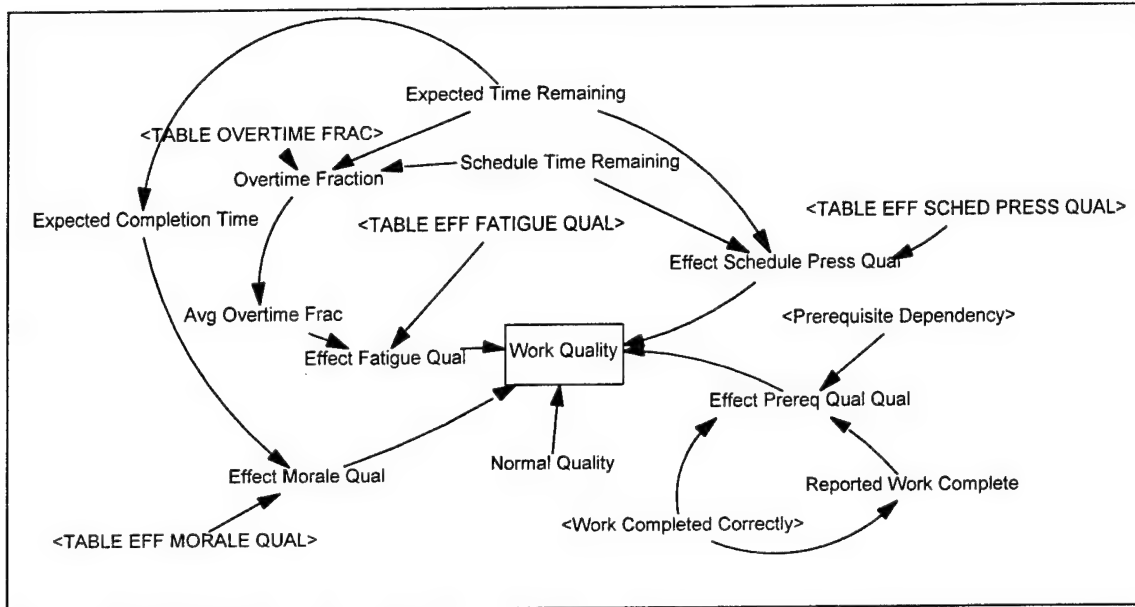 Expected Time Remaining
<TABLE OVERTIME FRAC>
Schedule Time Remaining
Overtime Fraction
Expected Completion Time
<TABLE EFF FATIGUE QUAL>
<TABLE EFF SCHED PRESS QUAL>
Effect Schedule Press Qual
Avg Overtime Frac
<Prerequisite Dependency>
Effect Fatigue Qual
Work Quality
Effect Prereq Qual Qual
Normal Quality
Effect Morale Qual
Reported Work Complete
<Work Completed Correctly>
<TABLE EFF MORALE QUAL>